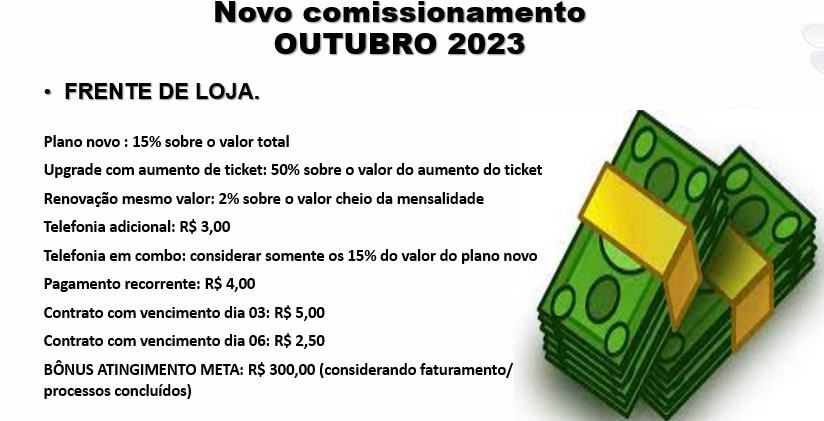 Novo comissionamento
OUTUBRO 2023
• FRENTE DE LOJA.
Plano novo : 15% sobre o valor total
Upgrade com aumento de ticket: 50% sobre o valor do aumento do ticket
Renovação mesmo valor: 2% sobre o valor cheio da mensalidade
Telefonia adicional: R$ 3,00
Telefonia em combo: considerar somente os 15% do valor do plano novo
Pagamento recorrente: R$ 4,00
Contrato com vencimento dia 03: R$ 5,00
Contrato com vencimento dia 06: R$ 2,50
BÔNUS ATINGIMENTO META: R$ 300,00 (considerando faturamento/
processos concluídos)